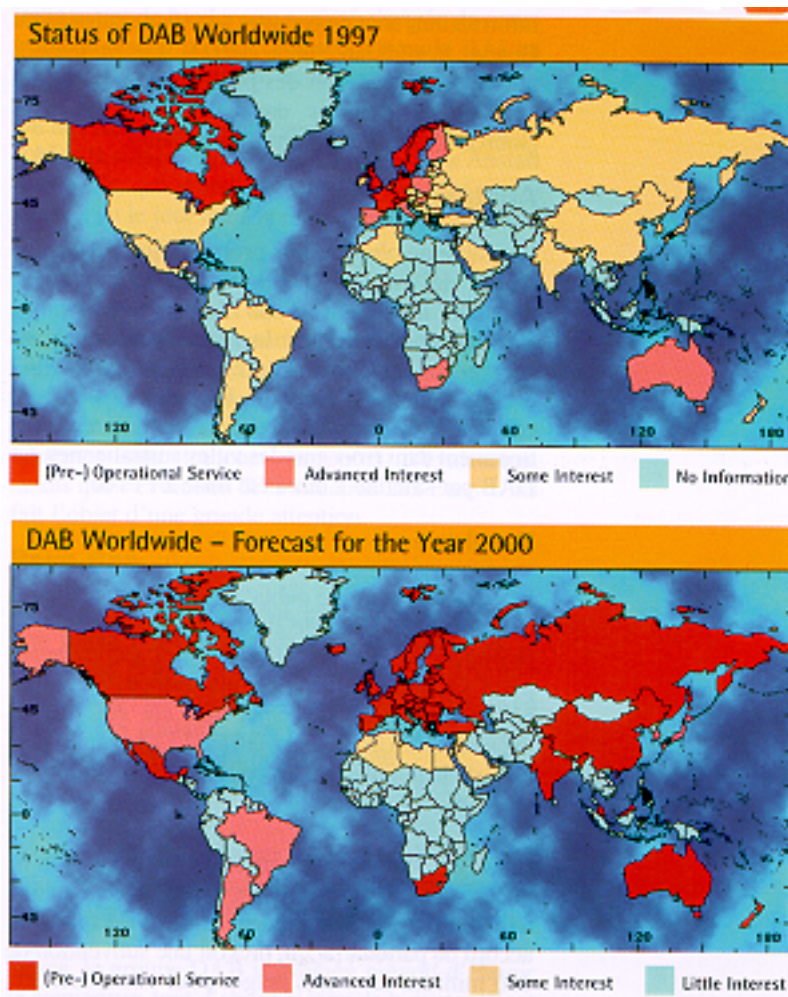 Status of DAB Worldwide 1997
75
45
0
45
120 60 0 60 120 180
(Pre-) Operational Service Advanced Interest Some Interest No Information
DAB Worldwide – Forecast for the Year 2000
75
45
0
45
120 60 0 60 120 180
(Pre-) Operational Service Advanced Interest Some Interest Little Interest